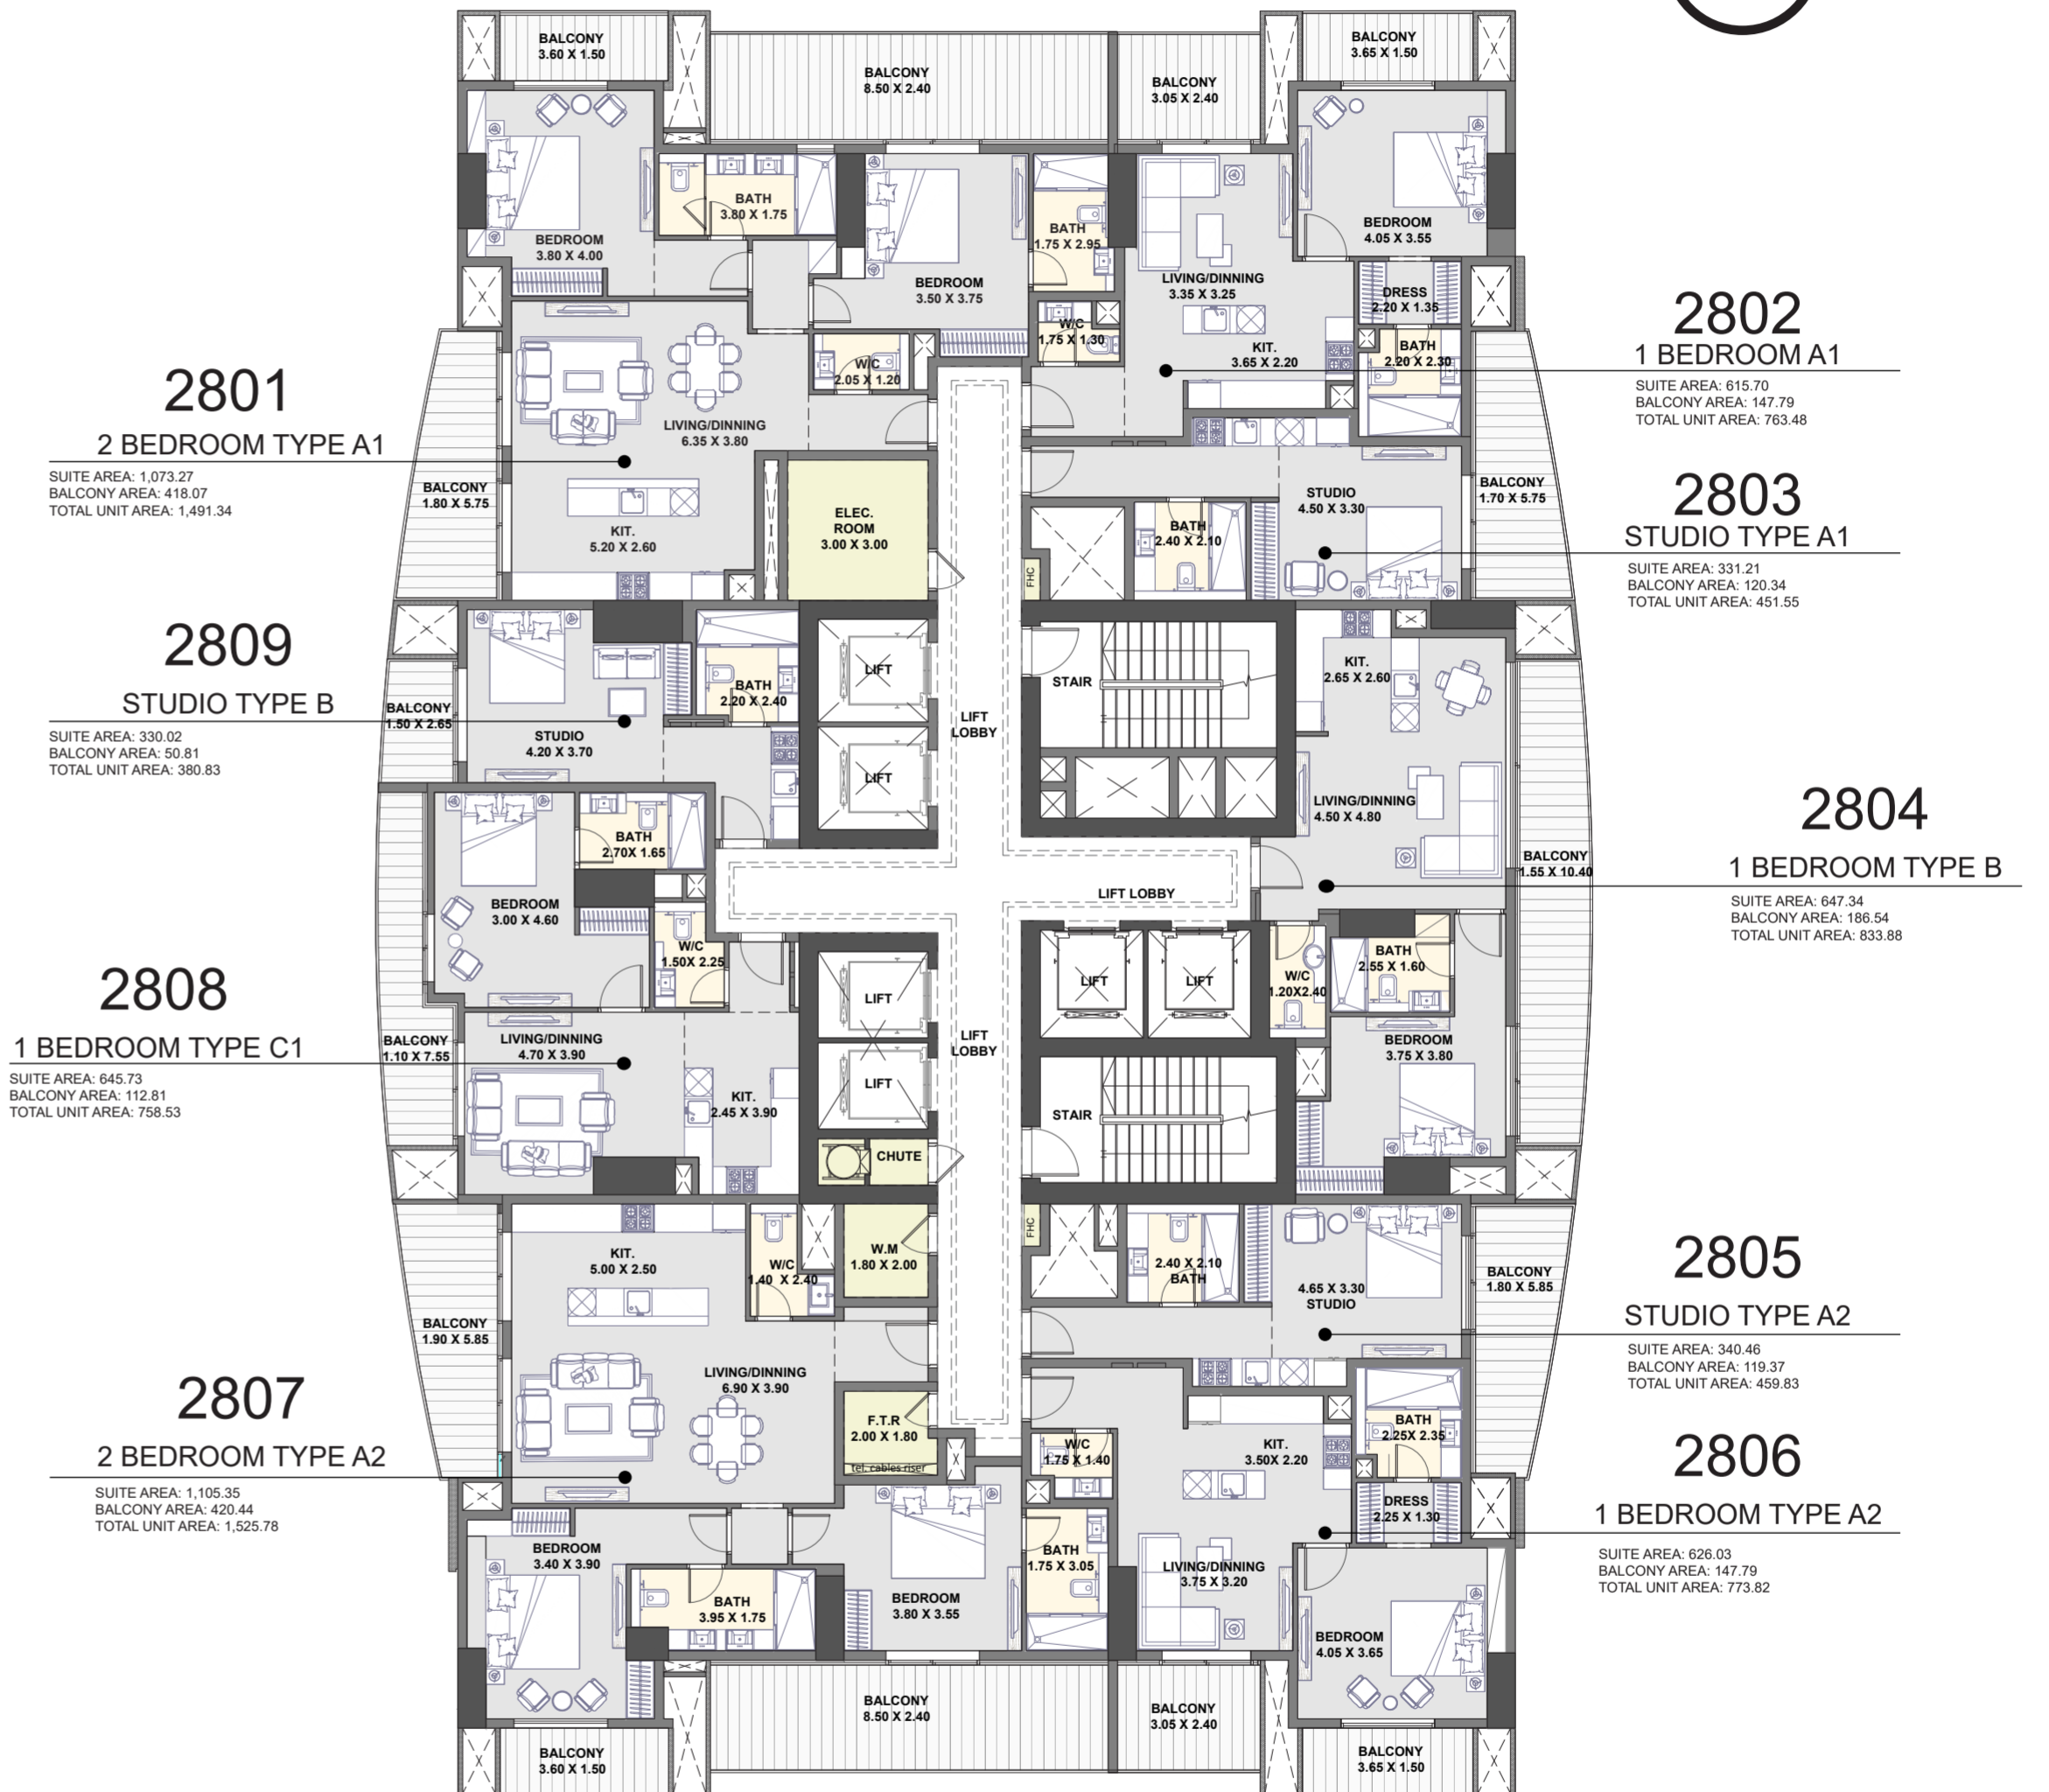 BALCONY
3.60 X 1.50
BALCONY
8.50 X 2.40
BALCONY
3.05 X 2.40
BALCONY
3.65 X 1.50
BATH
3.80 X 1.75
BEDROOM
3.80 X 4.00
BEDROOM
3.50 X 3.75
BATH
1.75 X 2.95
BEDROOM
4.05 X 3.55
LIVING/DINNING
3.35 X 3.25
DRESS
2.20 X 1.35
W/C
1.75 X 1.30
KIT.
3.65 X 2.20
BATH
2.20 X 2.30
W/C
2.05 X 1.20
2802
1 BEDROOM A1
SUITE AREA: 615.70
BALCONY AREA: 147.79
TOTAL UNIT AREA: 763.48
2801
2 BEDROOM TYPE A1
SUITE AREA: 1,073.27
BALCONY AREA: 418.07
TOTAL UNIT AREA: 1,491.34
LIVING/DINNING
6.35 X 3.80
BALCONY
1.80 X 5.75
KIT.
5.20 X 2.60
ELEC.
ROOM
3.00 X 3.00
BATH
2.40 X 2.10
STUDIO
4.50 X 3.30
BALCONY
1.70 X 5.75
FHC
2803
STUDIO TYPE A1
SUITE AREA: 331.21
BALCONY AREA: 120.34
TOTAL UNIT AREA: 451.55
2809
STUDIO TYPE B
SUITE AREA: 330.02
BALCONY AREA: 50.81
TOTAL UNIT AREA: 380.83
BALCONY
1.50 X 2.65
STUDIO
4.20 X 3.70
BATH
2.20 X 2.40
LIFT
LIFT
LIFT
LOBBY
STAIR
KIT.
2.65 X 2.60
LIVING/DINNING
4.50 X 4.80
BALCONY
1.55 X 10.40
2804
1 BEDROOM TYPE B
SUITE AREA: 647.34
BALCONY AREA: 186.54
TOTAL UNIT AREA: 833.88
BATH
2.70X 1.65
BEDROOM
3.00 X 4.60
W/C
1.50X 2.25
LIFT LOBBY
LIFT
LIFT
W/C
1.20X2.40
BATH
2.55 X 1.60
BEDROOM
3.75 X 3.80
2808
1 BEDROOM TYPE C1
SUITE AREA: 645.73
BALCONY AREA: 112.81
TOTAL UNIT AREA: 758.53
BALCONY
1.10 X 7.55
LIVING/DINNING
4.70 X 3.90
KIT.
2.45 X 3.90
LIFT
LIFT
LIFT
LOBBY
STAIR
CHUTE
KIT.
5.00 X 2.50
W/C
1.40 X 2.40
W.M
1.80 X 2.00
FHC
2.40 X 2.10
BATH
4.65 X 3.30
STUDIO
BALCONY
1.80 X 5.85
2805
STUDIO TYPE A2
SUITE AREA: 340.46
BALCONY AREA: 119.37
TOTAL UNIT AREA: 459.83
BALCONY
1.90 X 5.85
LIVING/DINNING
6.90 X 3.90
F.T.R
2.00 X 1.80
tel. cables riser
2807
2 BEDROOM TYPE A2
SUITE AREA: 1,105.35
BALCONY AREA: 420.44
TOTAL UNIT AREA: 1,525.78
W/C
1.75 X 1.40
KIT.
3.50X 2.20
BATH
2.25X 2.35
DRESS
2.25 X 1.30
2806
1 BEDROOM TYPE A2
SUITE AREA: 626.03
BALCONY AREA: 147.79
TOTAL UNIT AREA: 773.82
BEDROOM
3.40 X 3.90
BATH
3.95 X 1.75
BEDROOM
3.80 X 3.55
BATH
1.75 X 3.05
LIVING/DINNING
3.75 X 3.20
BEDROOM
4.05 X 3.65
BALCONY
3.60 X 1.50
BALCONY
8.50 X 2.40
BALCONY
3.05 X 2.40
BALCONY
3.65 X 1.50